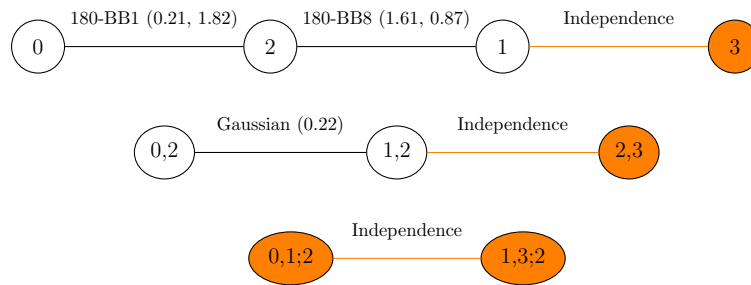 180-BB1 (0.21, 1.82) 180-BB8 (1.61, 0.87) Independence
0 2 1 3
Gaussian (0.22) Independence
0,2 1,2 2,3
Independence
0,1;2 1,3;2